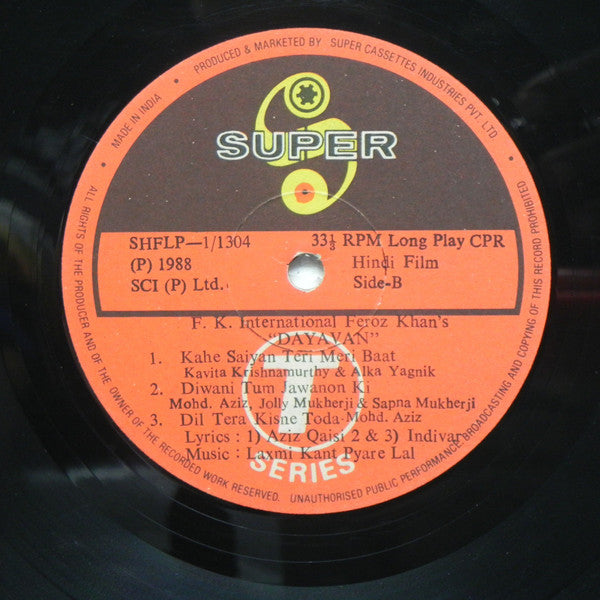 MADE IN INDIA • PRODUCED & MARKETED BY SUPER CASSETTES INDUSTRIES PVT. LTD.
SUPER
SHFLP—1/1304 33⅓ RPM Long Play CPR
(P) 1988 Hindi Film
SCI (P) Ltd. Side-B
F. K. International Feroz Khan's
"DAYAVAN"
1. Kahe Saiyan Teri Meri Baat
Kavita Krishnamurthy & Alka Yagnik
2. Diwani Tum Jawanon Ki
Mohd. Aziz, Jolly Mukherji & Sapna Mukherji
3. Dil Tera Kisne Toda-Mohd. Aziz
Lyrics : 1) Aziz Qaisi 2 & 3) Indivar
Music : Laxmi Kant Pyare Lal
T
SERIES
• ALL RIGHTS OF THE PRODUCER AND OF THE OWNER OF THE RECORDED WORK RESERVED. UNAUTHORISED PUBLIC PERFORMANCE, BROADCASTING AND COPYING OF THIS RECORD PROHIBITED